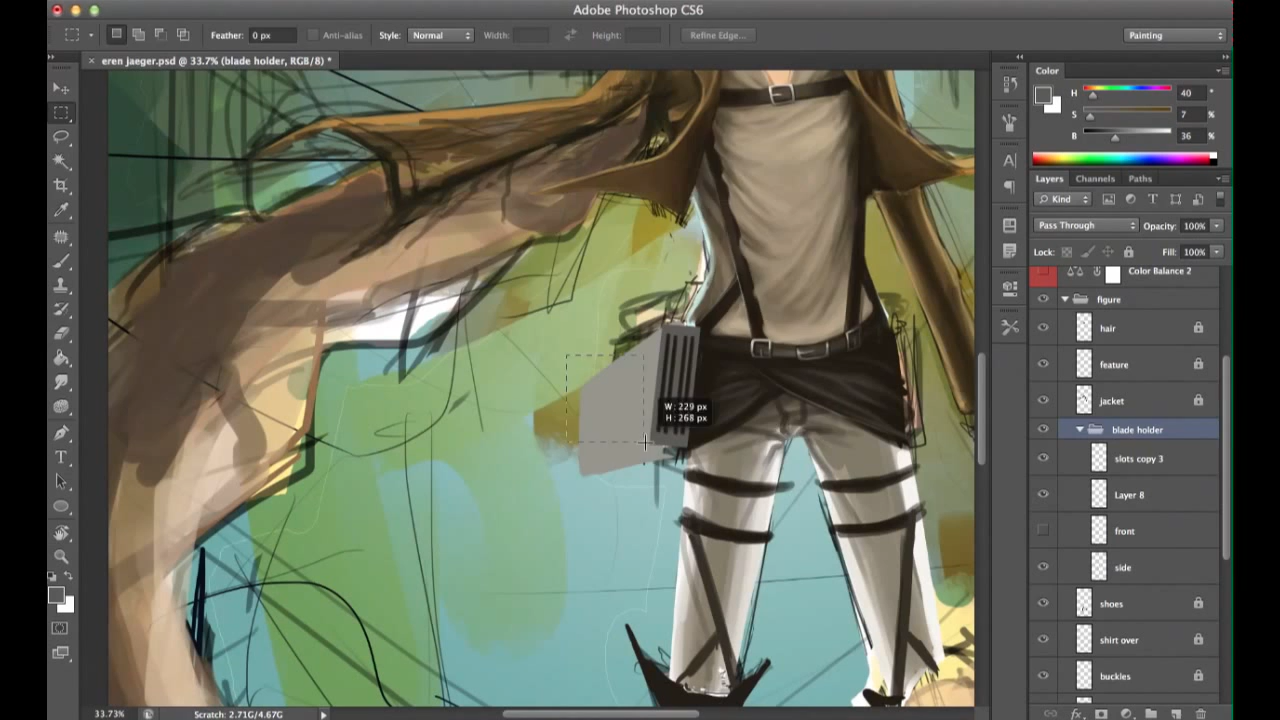 Adobe Photoshop CS6
Feather: 0 px Anti-alias Style: Normal Width: Height: Refine Edge... Painting
× eren jaeger.psd @ 33.7% (blade holder, RGB/8) *
Color
H 40 °
S 7 %
B 36 %
Layers Channels Paths
Kind
Pass Through Opacity: 100%
Lock: Fill: 100%
Color Balance 2
figure
hair
feature
jacket
blade holder
slots copy 3
Layer 8
front
side
shoes
shirt over
buckles
W: 229 px
H: 268 px
33.73% Scratch: 2.71G/4.67G